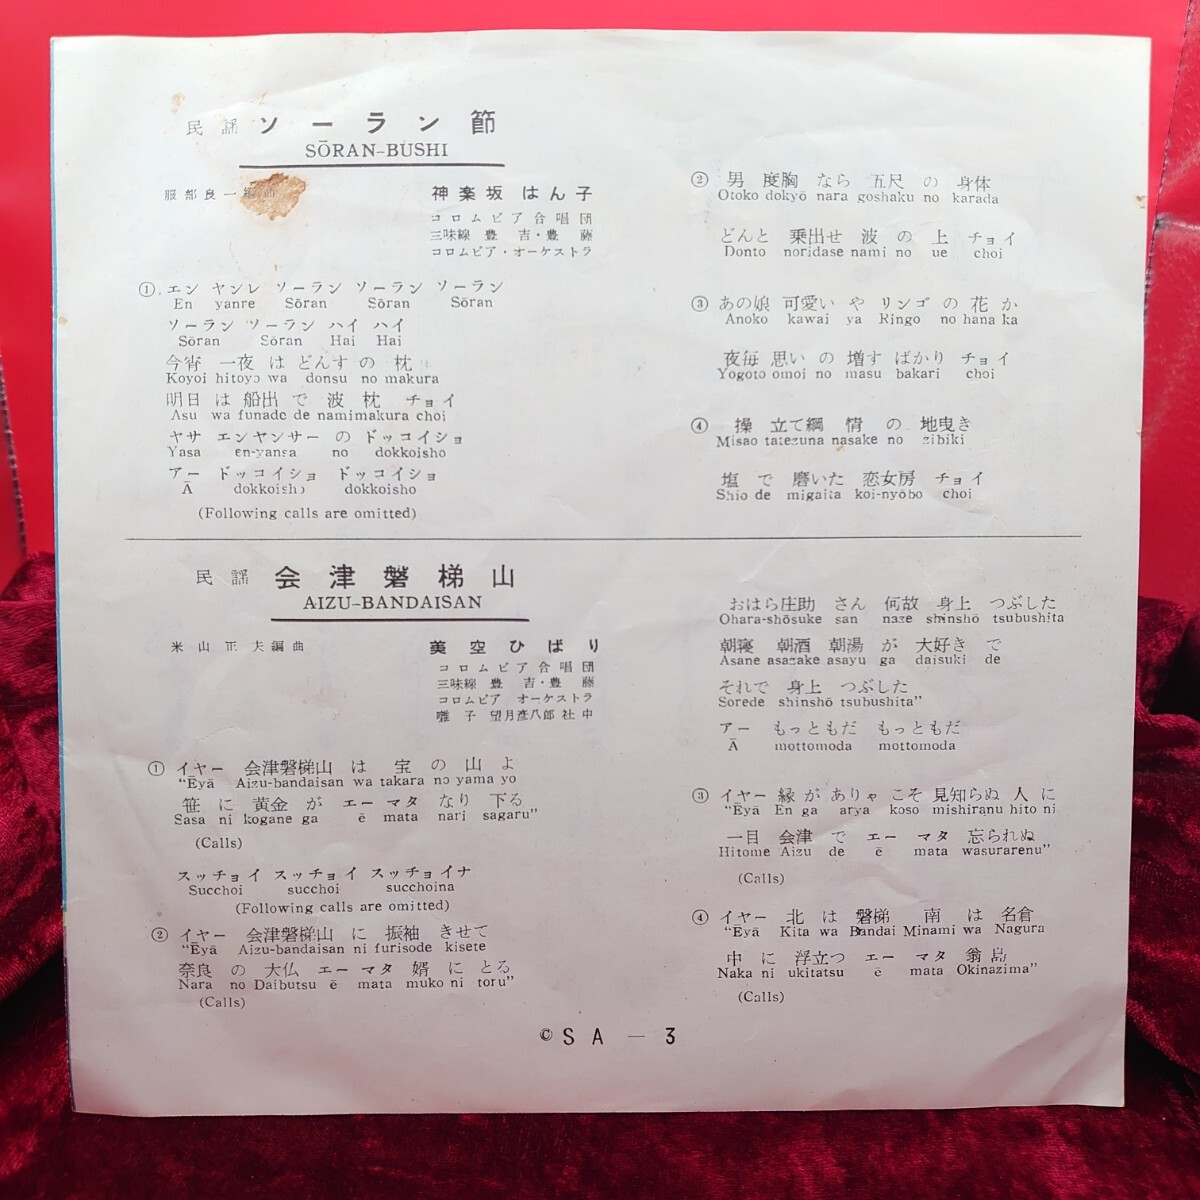 民謡 ソーラン節
SŌRAN-BUSHI
服部良一編曲
神楽坂 はん子
コロムビア合唱団
三味線 豊 吉・豊 藤
コロムビア・オーケストラ
① エン ヤンレ ソーラン ソーラン ソーラン
En yanre Sōran Sōran Sōran
ソーラン ソーラン ハイ ハイ
Sōran Sōran Hai Hai
今宵 一夜 は どんす の 枕
Koyoi hitoyo wa donsu no makura
明日 は 船出 で 波 枕 チョイ
Asu wa funade de namimakura choi
ヤサ エンヤンサー の ドッコイショ
Yasa en-yansa no dokkoisho
アー ドッコイショ ドッコイショ
Ā dokkoisho dokkoisho
(Following calls are omitted)
② 男 度胸 なら 五尺 の 身体
Otoko dokyō nara goshaku no karada
どんと 乗出せ 波 の 上 チョイ
Donto noridase nami no ue choi
③ あの娘 可愛い や リンゴ の 花 か
Anoko kawai ya Ringo no hana ka
夜毎 思い の 増す ばかり チョイ
Yogoto omoi no masu bakari choi
④ 操 立て綱 情 の 地曳き
Misao tatezuna nasake no zibiki
塩 で 磨いた 恋女房 チョイ
Shio de migaita koi-nyōbo choi
民謡 会津磐梯山
AIZU-BANDAISAN
米山正夫編曲
美空ひばり
コロムビア合唱団
三味線 豊 吉・豊 藤
コロムビア オーケストラ
囃子 望月彦八郎 社中
① イヤー 会津磐梯山 は 宝 の 山 よ
"Ēyā Aizu-bandaisan wa takara no yama yo
笹 に 黄金 が エーマタ なり 下る
Sasa ni kogane ga ē mata nari sagaru"
(Calls)
スッチョイ スッチョイ スッチョイナ
Succhoi succhoi succhoina
(Following calls are omitted)
② イヤー 会津磐梯山 に 振袖 きせて
"Ēyā Aizu-bandaisan ni furisode kisete
奈良 の 大仏 エーマタ 婿 に とる
Nara no Daibutsu ē mata muko ni toru"
(Calls)
おはら庄助 さん 何故 身上 つぶした
Ohara-shōsuke san naze shinshō tsubushita
朝寝 朝酒 朝湯 が 大好き で
Asane asazake asayu ga daisuki de
それで 身上 つぶした
Sorede shinshō tsubushita"
アー もっともだ もっともだ
Ā mottomoda mottomoda
③ イヤー 縁 が ありゃ こそ 見知らぬ 人 に
"Ēyā En ga arya koso mishiranu hito ni
一目 会津 で エーマタ 忘られぬ
Hitome Aizu de ē mata wasurarenu"
(Calls)
④ イヤー 北 は 磐梯 南 は 名倉
"Ēyā Kita wa Bandai Minami wa Nagura
中 に 浮立つ エーマタ 翁島
Naka ni ukitatsu ē mata Okinazima"
(Calls)
© S A - 3